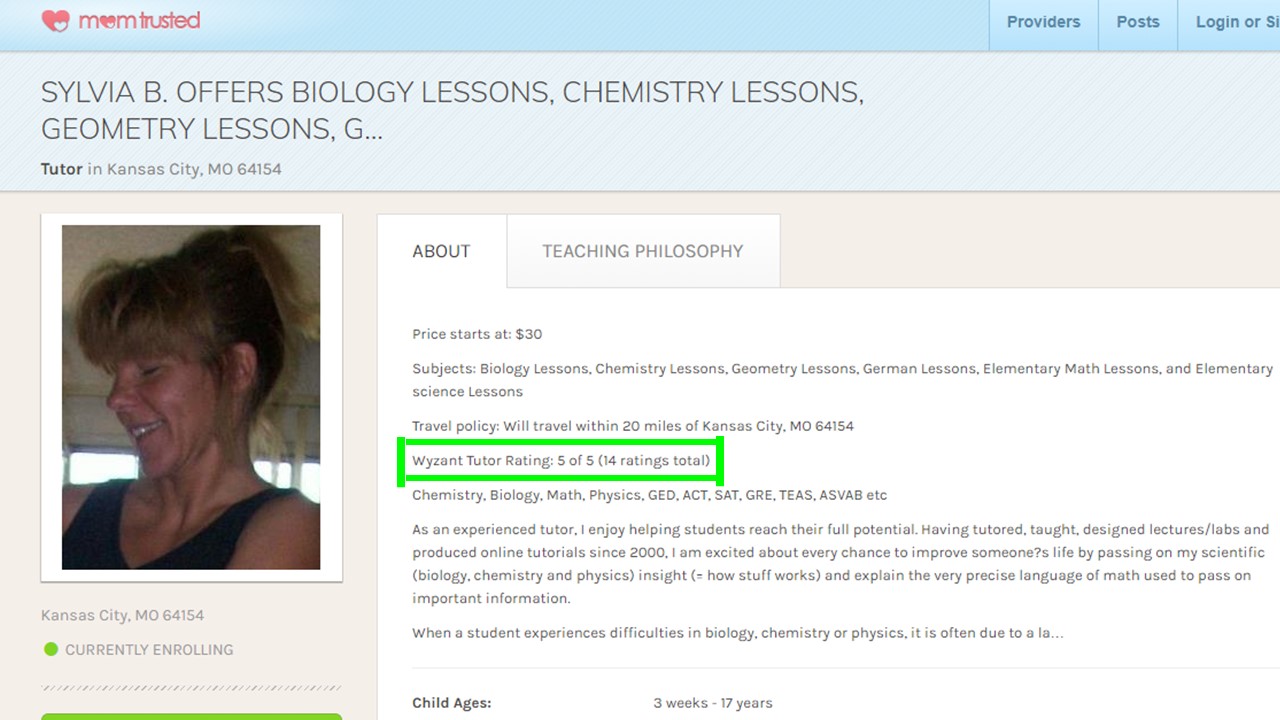 mom trusted
Providers
Posts
Login or Si
SYLVIA B. OFFERS BIOLOGY LESSONS, CHEMISTRY LESSONS,
GEOMETRY LESSONS, G...
Tutor in Kansas City, MO 64154
ABOUT
TEACHING PHILOSOPHY
Price starts at: $30
Subjects: Biology Lessons, Chemistry Lessons, Geometry Lessons, German Lessons, Elementary Math Lessons, and Elementary
science Lessons
Travel policy: Will travel within 20 miles of Kansas City, MO 64154
Wyzant Tutor Rating: 5 of 5 (14 ratings total)
Chemistry, Biology, Math, Physics, GED, ACT, SAT, GRE, TEAS, ASVAB etc
As an experienced tutor, I enjoy helping students reach their full potential. Having tutored, taught, designed lectures/labs and
produced online tutorials since 2000, I am excited about every chance to improve someone?s life by passing on my scientific
(biology, chemistry and physics) insight (= how stuff works) and explain the very precise language of math used to pass on
important information.
When a student experiences difficulties in biology, chemistry or physics, it is often due to a la...
Kansas City, MO 64154
CURRENTLY ENROLLING
Child Ages: 3 weeks - 17 years